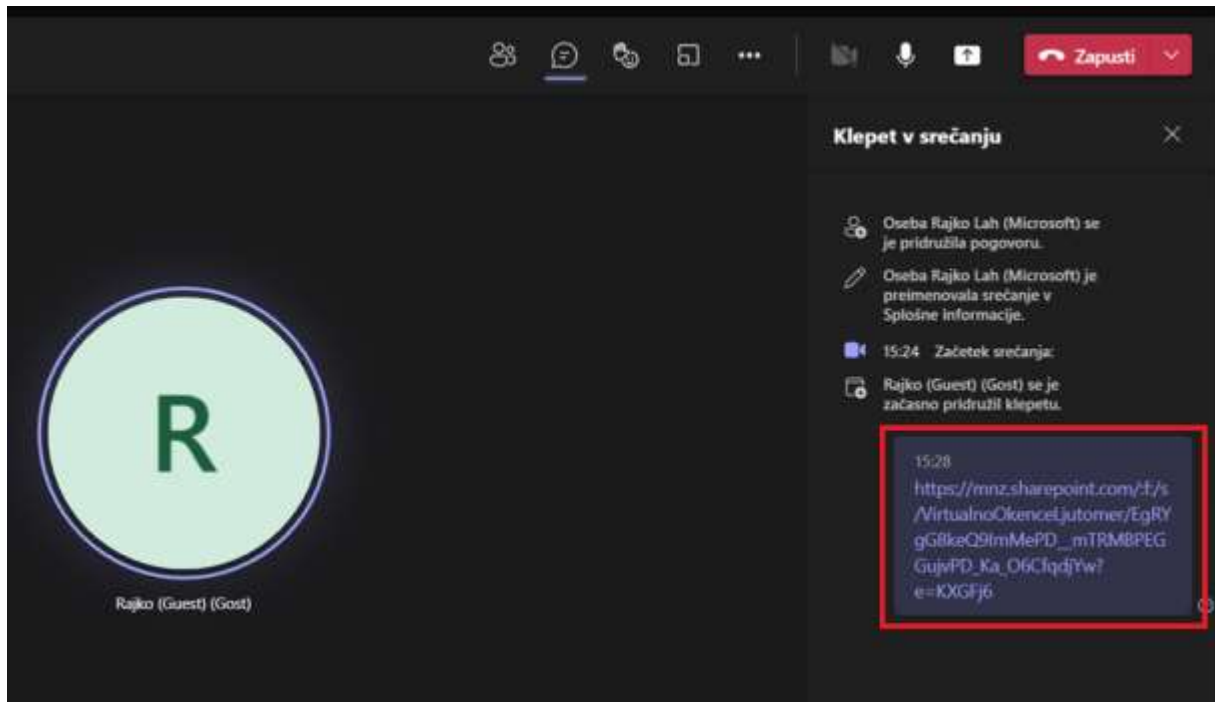 Zapusti
Klepet v srečanju
Oseba Rajko Lah (Microsoft) se
je pridružila pogovoru.
Oseba Rajko Lah (Microsoft) je
preimenovala srečanje v
Splošne informacije.
15:24 Začetek srečanja:
Rajko (Guest) (Gost) se je
začasno pridružil klepetu.
R
15:28
https://mnz.sharepoint.com/:f:/s
/VirtualnoOkenceLjutomer/EgRY
gG8keQ9ImMePD__mTRMBPEG
GujvPD_Ka_O6CfqdjYw?
e=KXGFj6
Rajko (Guest) (Gost)